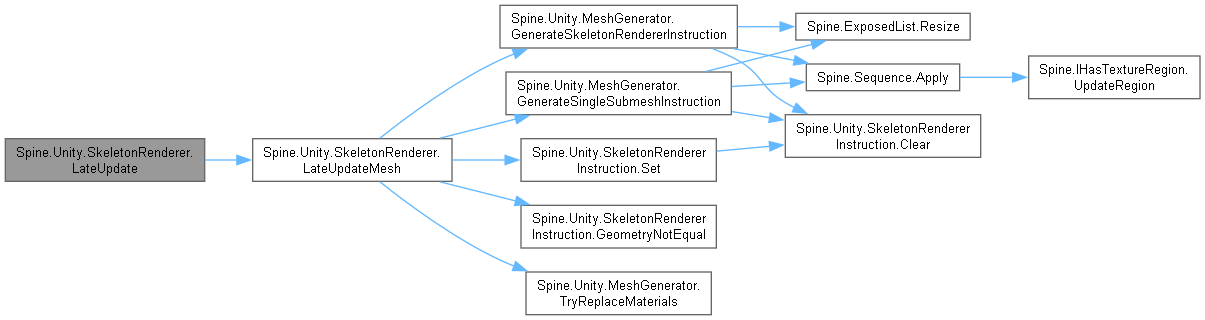 Spine.Unity.SkeletonRenderer.
LateUpdate
Spine.Unity.SkeletonRenderer.
LateUpdateMesh
Spine.Unity.MeshGenerator.
GenerateSkeletonRendererInstruction
Spine.Unity.MeshGenerator.
GenerateSingleSubmeshInstruction
Spine.Unity.SkeletonRenderer
Instruction.Set
Spine.Unity.SkeletonRenderer
Instruction.GeometryNotEqual
Spine.Unity.MeshGenerator.
TryReplaceMaterials
Spine.ExposedList.Resize
Spine.Sequence.Apply
Spine.Unity.SkeletonRenderer
Instruction.Clear
Spine.IHasTextureRegion.
UpdateRegion